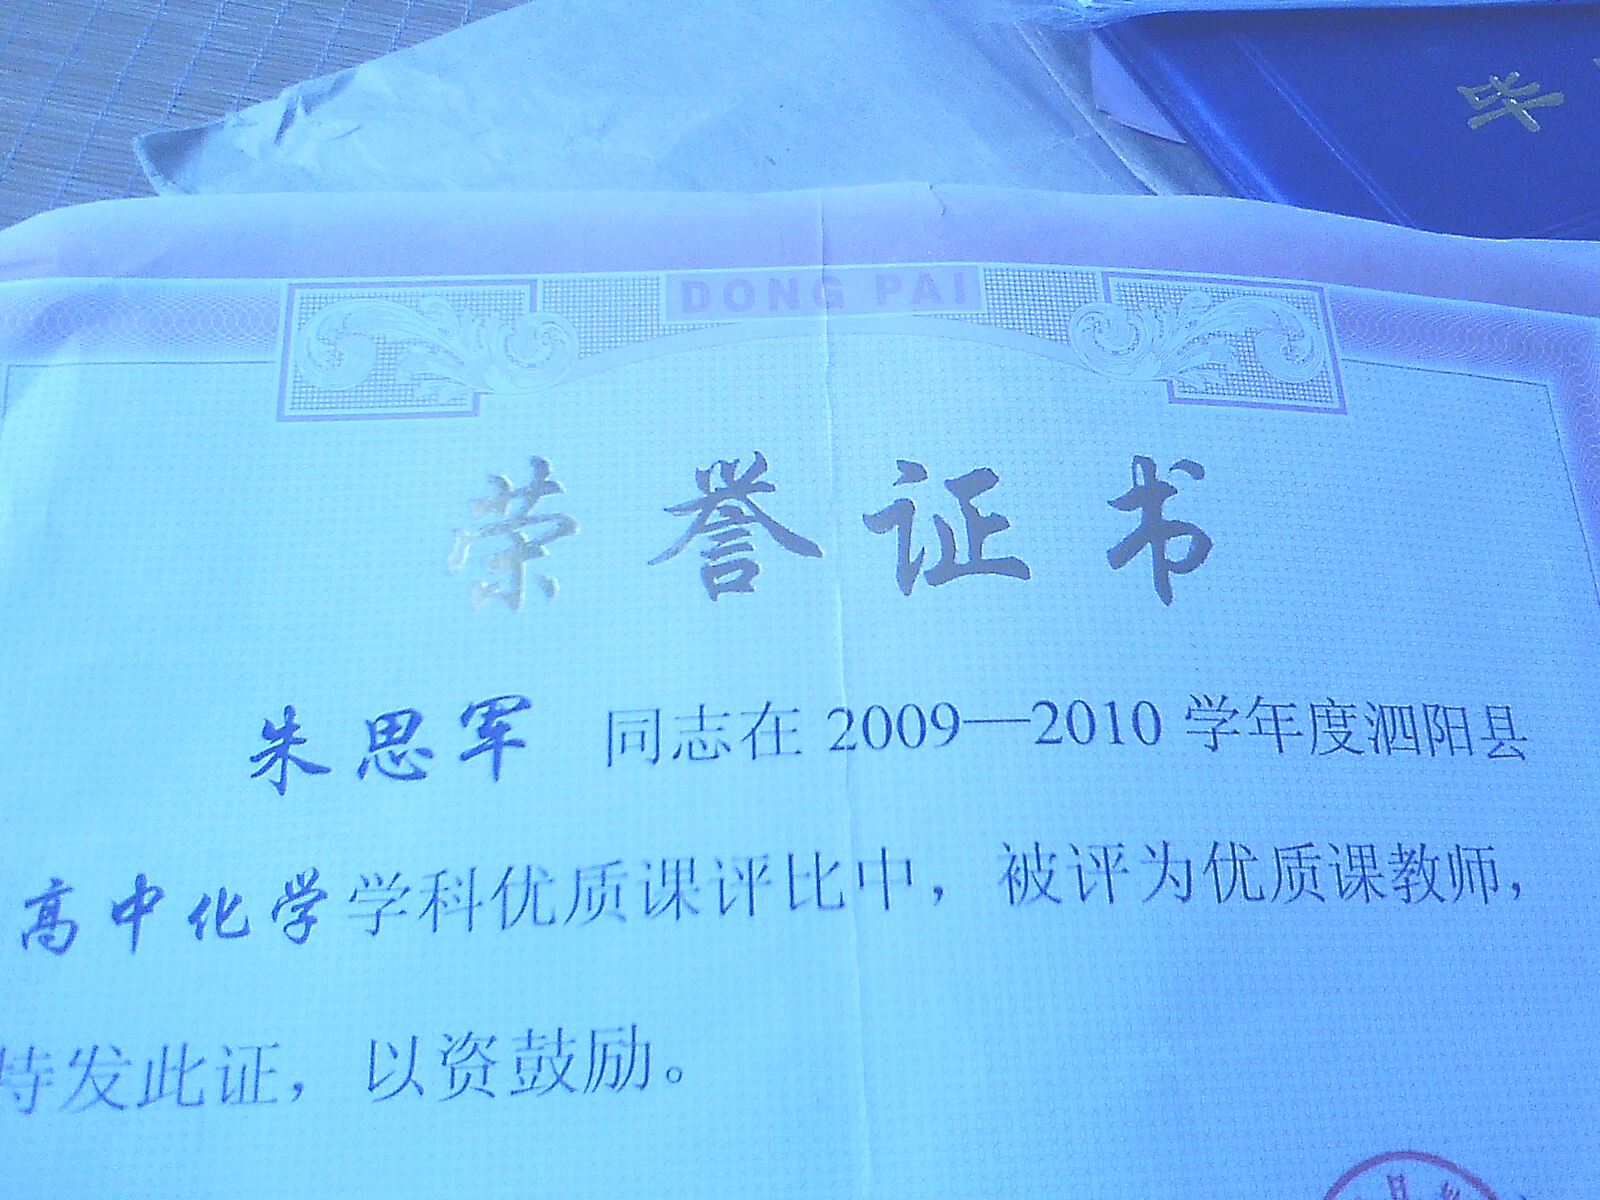 毕
DONG PAI
荣誉证书
朱思军 同志在 2009—2010 学年度泗阳县
高中化学学科优质课评比中，被评为优质课教师，
特发此证，以资鼓励。